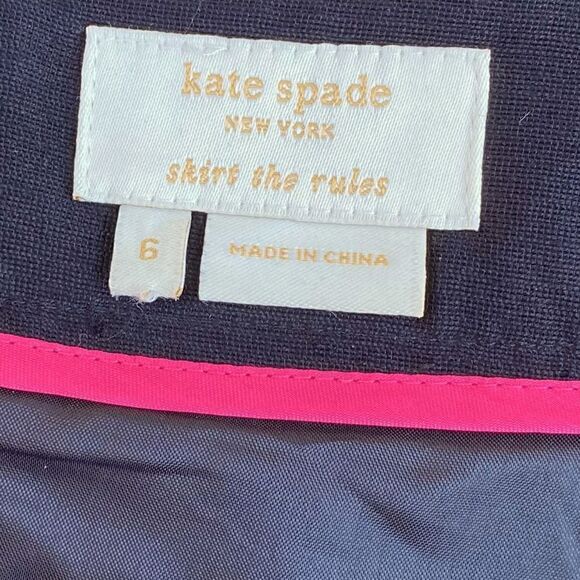 kate spade
NEW YORK
skirt the rules
6
MADE IN CHINA